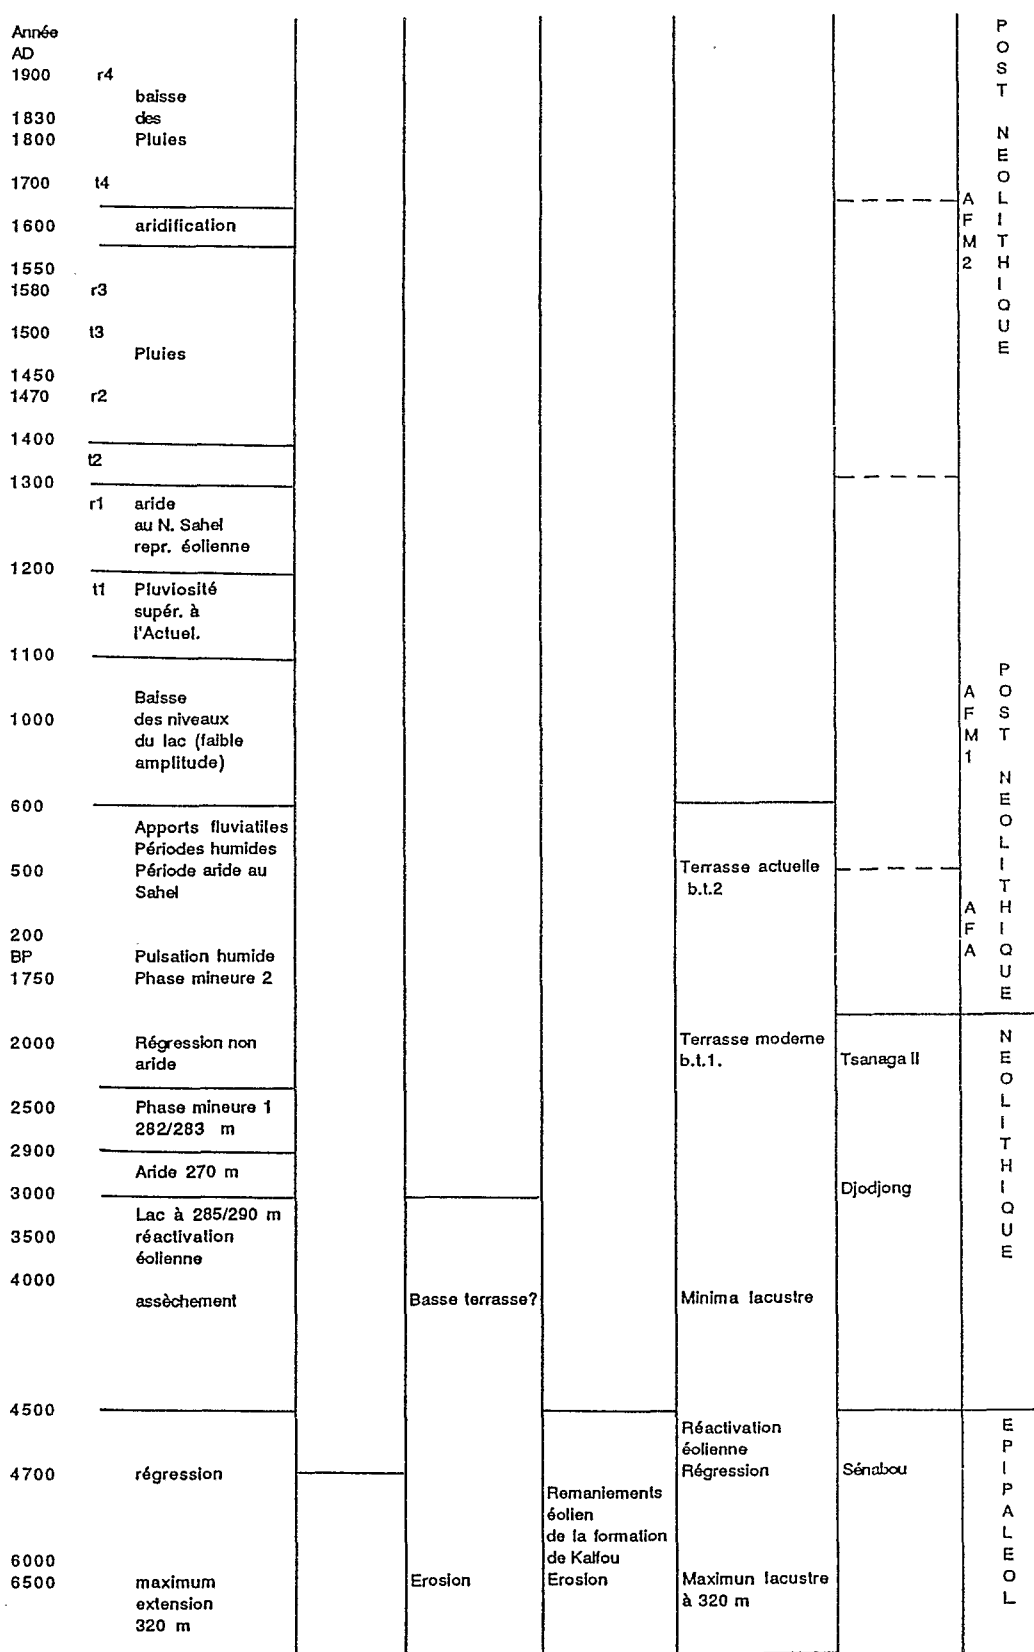 Année
AD
1900 r4
baisse
1830 des
1800 Pluies
1700 t4
1600 aridification
1550
1580 r3
1500 t3
Pluies
1450
1470 r2
1400
t2
1300
r1 aride
au N. Sahel
repr. éolienne
1200
t1 Pluviosité
supér. à
l'Actuel.
1100
Baisse
1000 des niveaux
du lac (faible
amplitude)
600
Apports fluviatiles
Périodes humides
500 Période aride au
Sahel
200
BP Pulsation humide
1750 Phase mineure 2
2000 Régression non
aride
2500 Phase mineure 1
282/283 m
2900
Aride 270 m
3000
Lac à 285/290 m
3500 réactivation
éolienne
4000
assèchement
4500
4700 régression
6000
6500 maximum
extension
320 m
Basse terrasse?
Erosion
Remaniements
éolien
de la formation
de Kalfou
Erosion
Terrasse actuelle
b.t.2
Terrasse moderne
b.t.1.
Minima lacustre
Réactivation
éolienne
Régression
Maximun lacustre
à 320 m
Tsanaga II
Djodjong
Sénabou
AFM2
AFM1
AFA
POST NEOLITHIQUE
POST NEOLITHIQUE
NEOLITHIQUE
EPIPALEOL